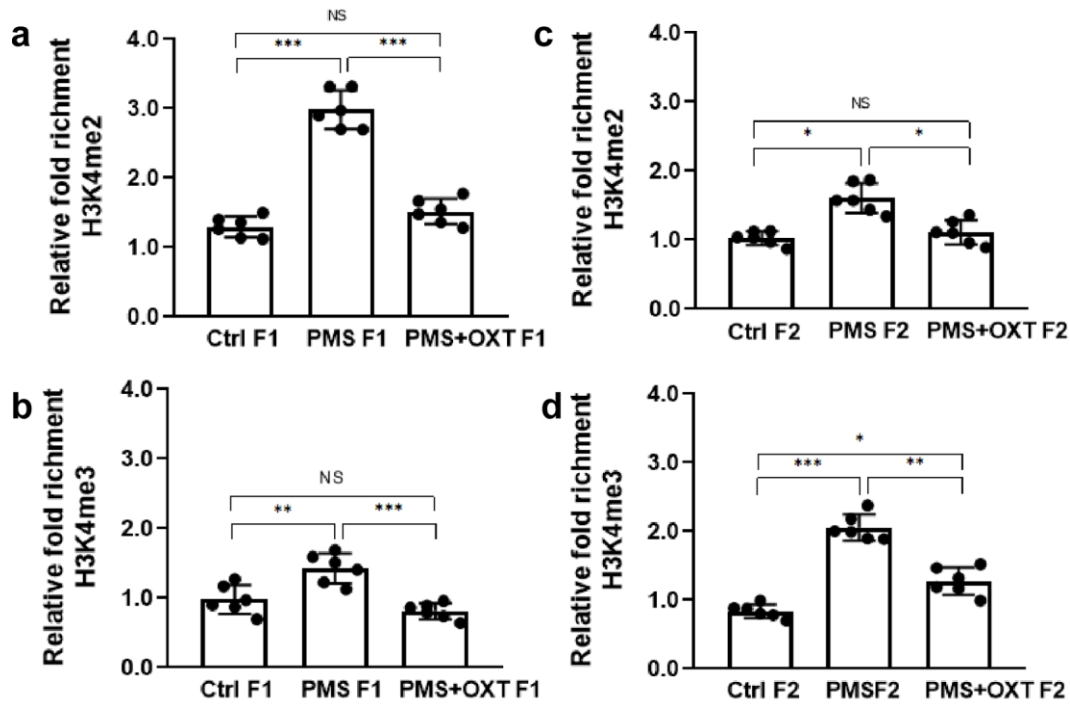 a
Relative fold richment
H3K4me2
4.0
3.0
2.0
1.0
0.0
NS
***
***
Ctrl F1
PMS F1
PMS+OXT F1
c
Relative fold richment
H3K4me2
4.0
3.0
2.0
1.0
0.0
NS
*
*
Ctrl F2
PMS F2
PMS+OXT F2
b
Relative fold richment
H3K4me3
4.0
3.0
2.0
1.0
0.0
NS
**
***
Ctrl F1
PMS F1
PMS+OXT F1
d
Relative fold richment
H3K4me3
4.0
3.0
2.0
1.0
0.0
*
***
**
Ctrl F2
PMSF2
PMS+OXT F2